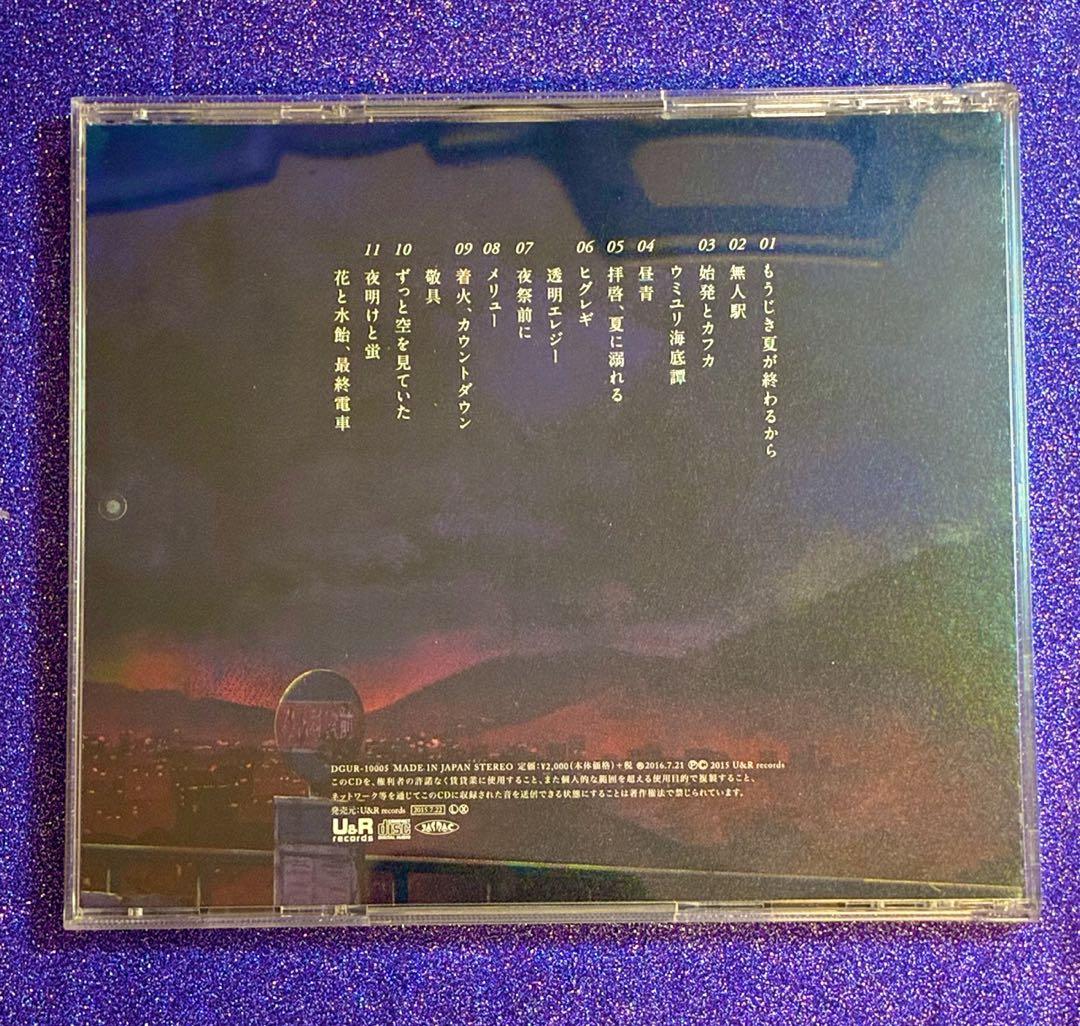 01 もうじき夏が終わるから
02 無人駅
03 始発とカフカ
ウミユリ海底譚
04 昼青
05 拝啓、夏に溺れる
06 ヒグレギ
透明エレジー
07 夜祭前に
08 メリュー
09 着火、カウントダウン
敬具
10 ずっと空を見ていた
11 夜明けと蛍
花と水飴、最終電車
DGUR-10005 MADE IN JAPAN STEREO 定価:¥2,000(本体価格)+税 Ⓧ2016.7.21 ⓅⒸ 2015 U&R records
このCDを、権利者の許諾なく賃貸業に使用すること、また個人的な範囲を超える使用目的で複製すること、
ネットワーク等を通じてこのCDに収録された音を送信できる状態にすることは著作権法で禁じられています。
発売元:U&R records 2015.7.22 ⓁⓍ
U&R records
COMPACT disc DIGITAL AUDIO